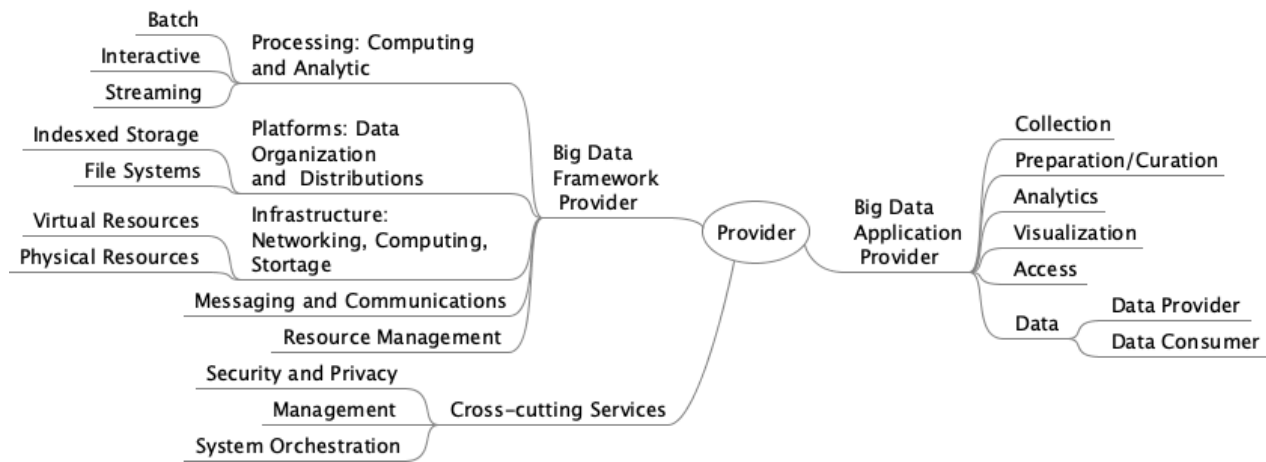 Batch
Interactive
Streaming
Processing: Computing
and Analytic
Indesxed Storage
File Systems
Platforms: Data
Organization
and Distributions
Virtual Resources
Physical Resources
Infrastructure:
Networking, Computing,
Stortage
Messaging and Communications
Resource Management
Big Data
Framework
Provider
Security and Privacy
Management
System Orchestration
Cross-cutting Services
Provider
Big Data
Application
Provider
Collection
Preparation/Curation
Analytics
Visualization
Access
Data
Data Provider
Data Consumer